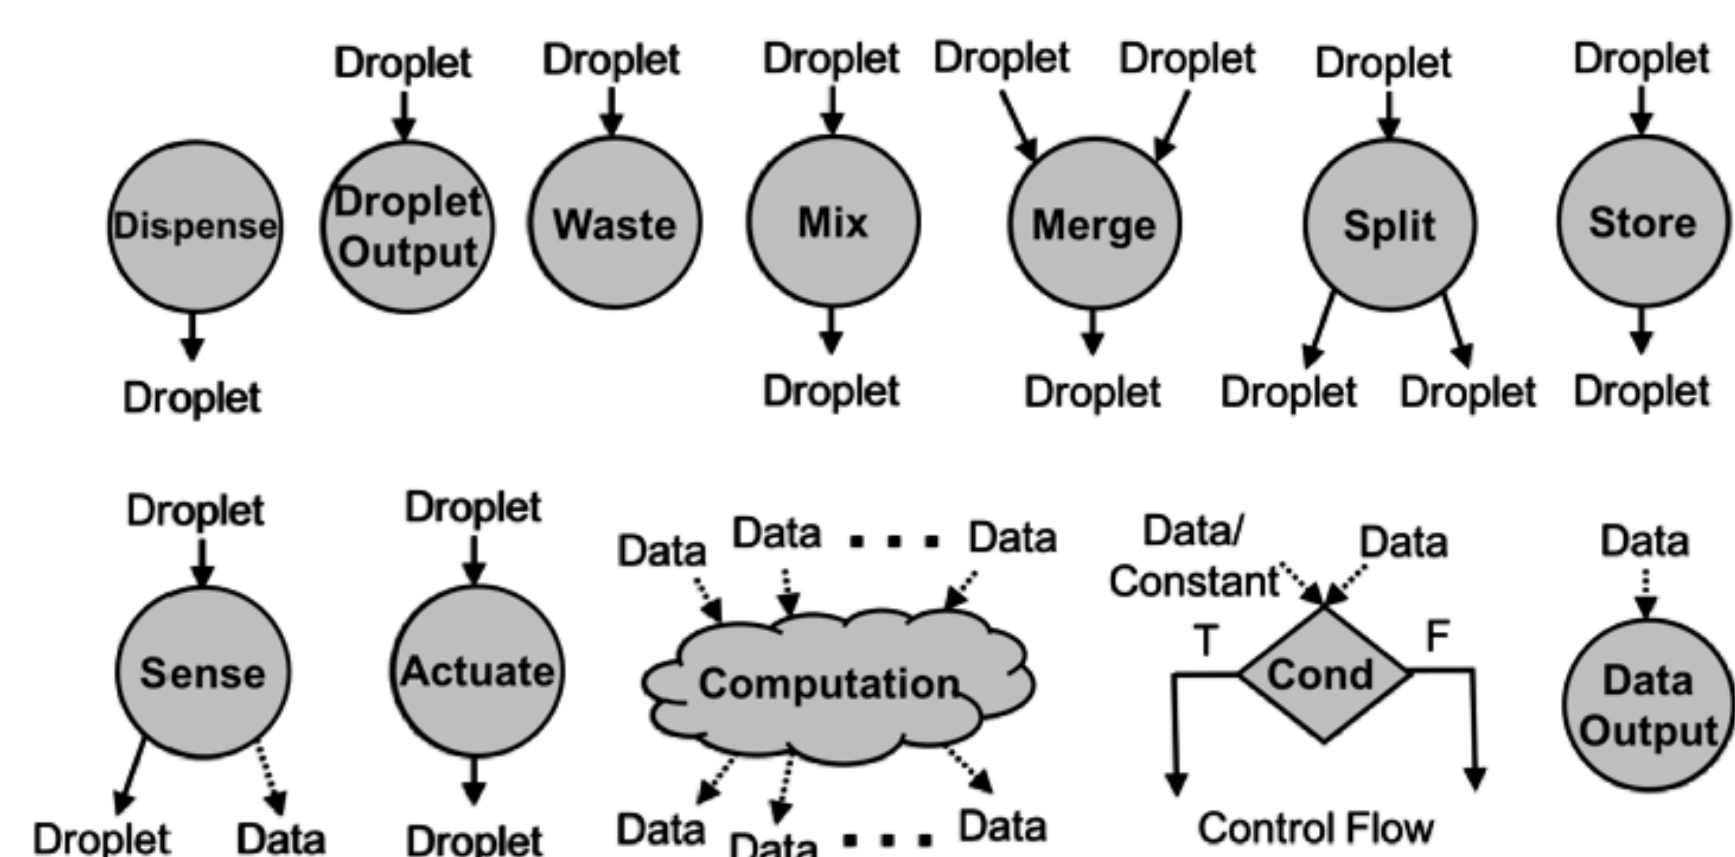 Droplet Droplet Droplet Droplet Droplet Droplet Droplet
Dispense Droplet Output Waste Mix Merge Split Store
Droplet Droplet Droplet Droplet Droplet Droplet
Droplet Droplet Data Data ... Data Data/ Constant Data Data
T F
Sense Actuate Computation Cond Data Output
Droplet Data Droplet Data Data ... Data Control Flow